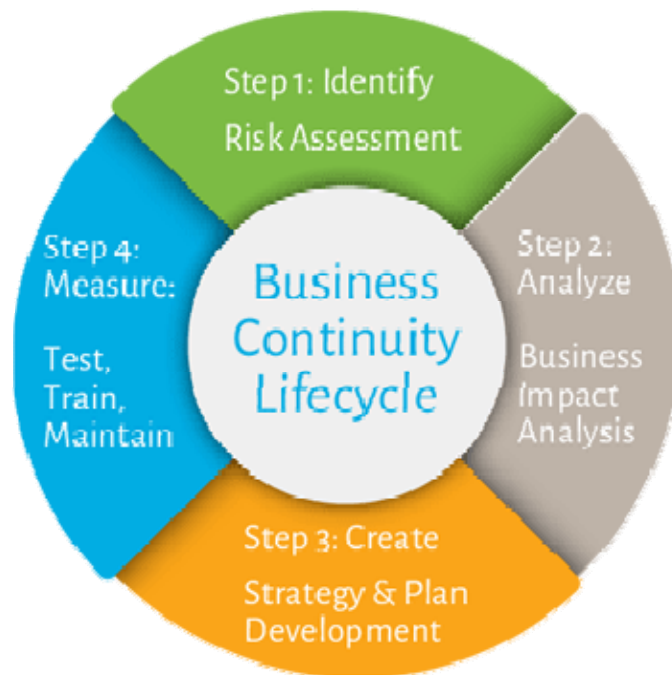 Step 1: Identify
Risk Assessment
Step 2:
Analyze
Business
Impact
Analysis
Step 3: Create
Strategy & Plan
Development
Step 4:
Measure:
Test,
Train,
Maintain
Business
Continuity
Lifecycle